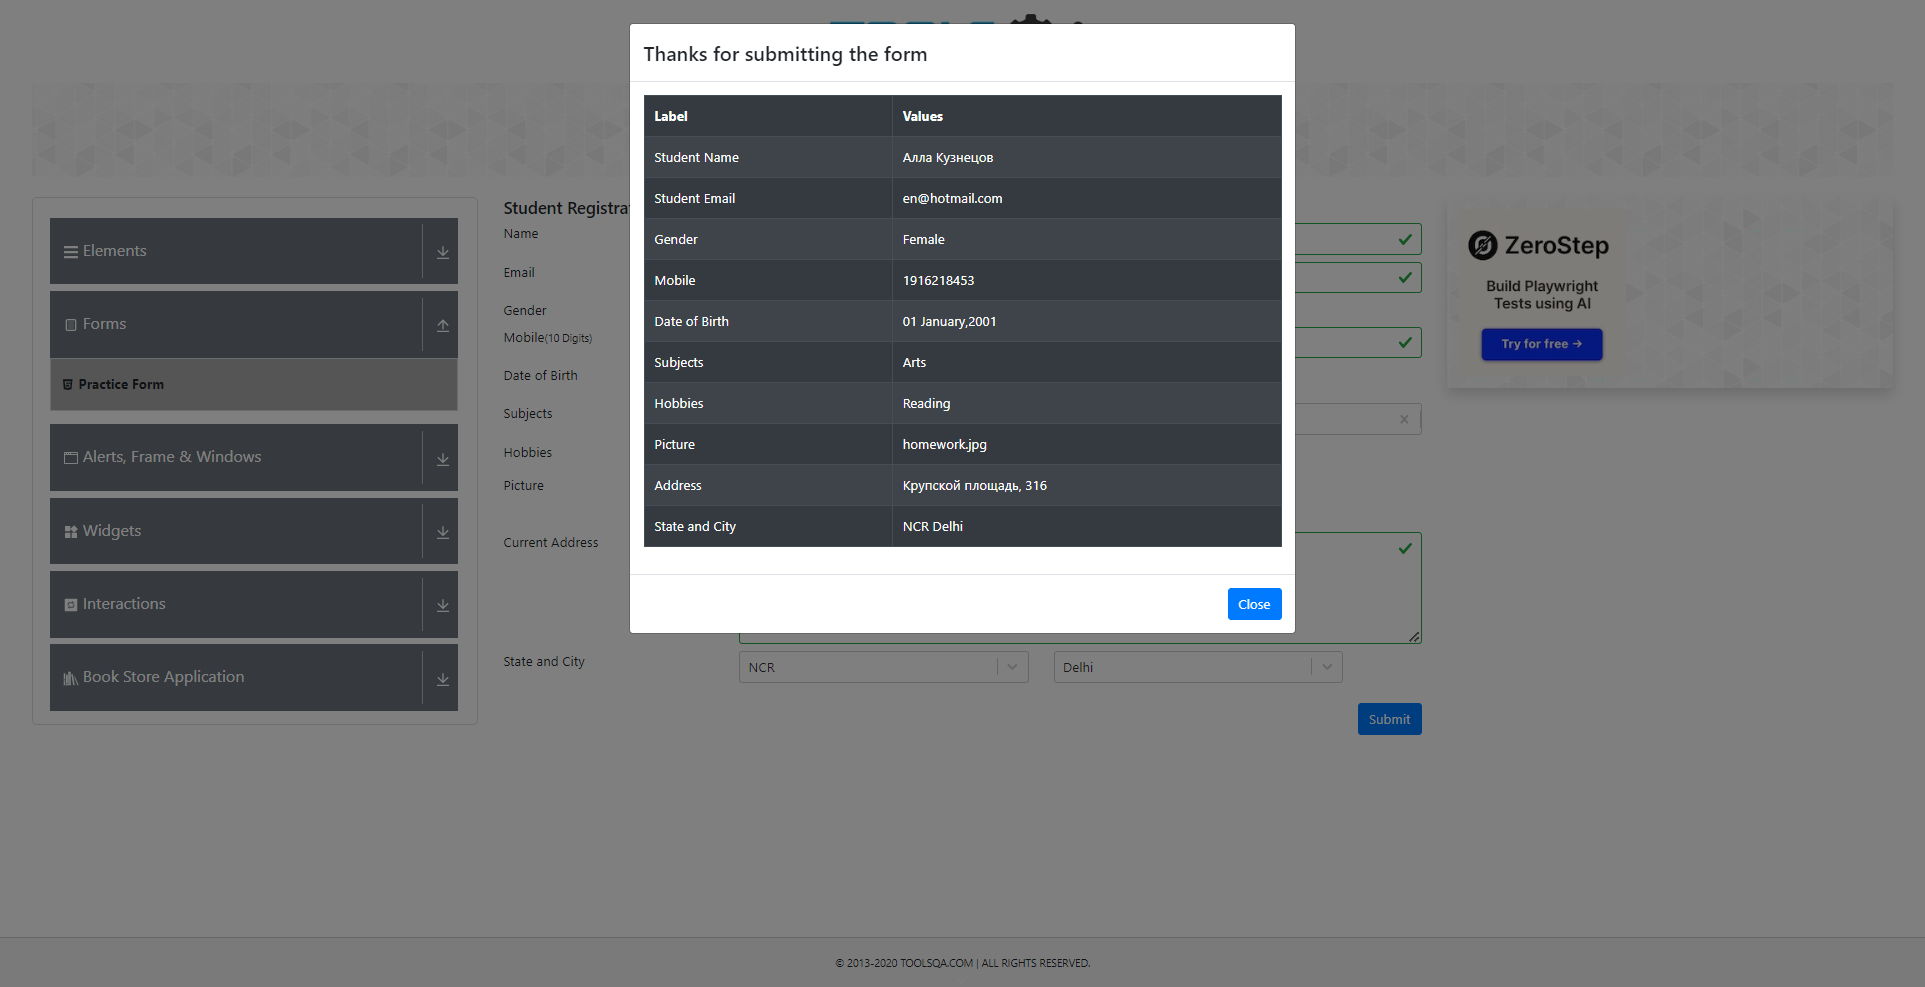 Thanks for submitting the form
Label Values
Student Name Алла Кузнецов
Student Email en@hotmail.com
Gender Female
Mobile 1916218453
Date of Birth 01 January,2001
Subjects Arts
Hobbies Reading
Picture homework.jpg
Address Крупской площадь, 316
State and City NCR Delhi
Close
Elements
Forms
Practice Form
Alerts, Frame & Windows
Widgets
Interactions
Book Store Application
Student
Name
Email
Gender
Mobile(10 Digits)
Date of Birth
Subjects
Hobbies
Picture
Current Address
State and City NCR Delhi
Submit
ZeroStep
Build Playwright
Tests using AI
Try for free →
© 2013-2020 TOOLSQA.COM | ALL RIGHTS RESERVED.